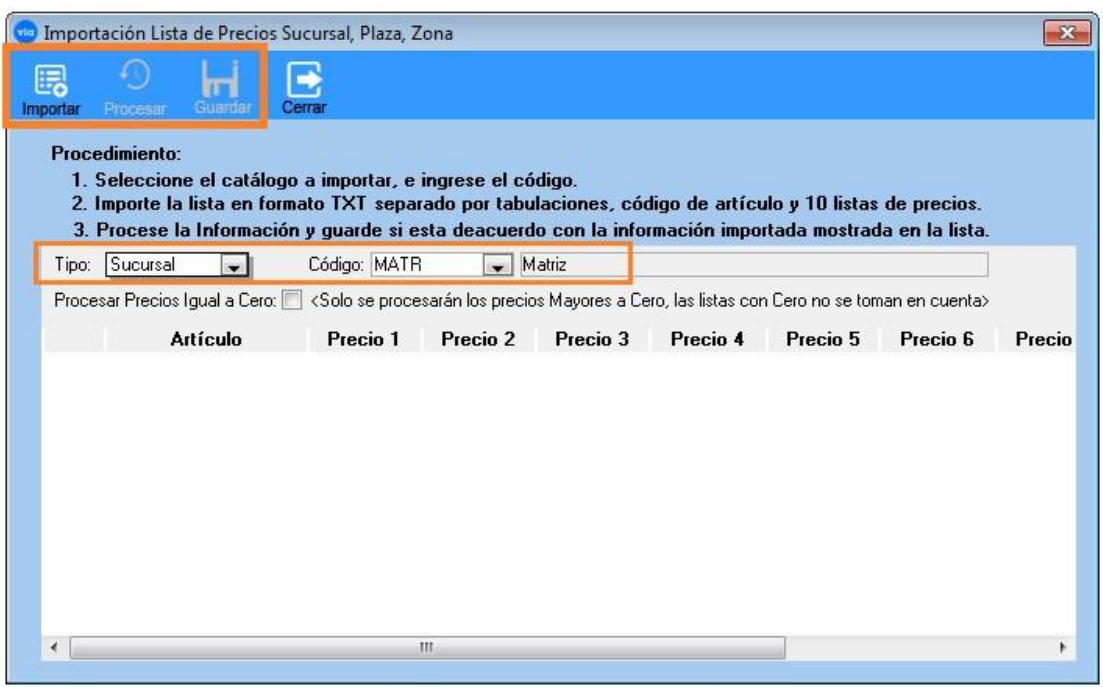 via Importación Lista de Precios Sucursal, Plaza, Zona
Importar Procesar Guardar Cerrar
Procedimiento:
1. Seleccione el catálogo a importar, e ingrese el código.
2. Importe la lista en formato TXT separado por tabulaciones, código de artículo y 10 listas de precios.
3. Procese la Información y guarde si esta deacuerdo con la información importada mostrada en la lista.
Tipo: Sucursal Código: MATR Matriz
Procesar Precios Igual a Cero: <Solo se procesarán los precios Mayores a Cero, las listas con Cero no se toman en cuenta>
Artículo Precio 1 Precio 2 Precio 3 Precio 4 Precio 5 Precio 6 Precio